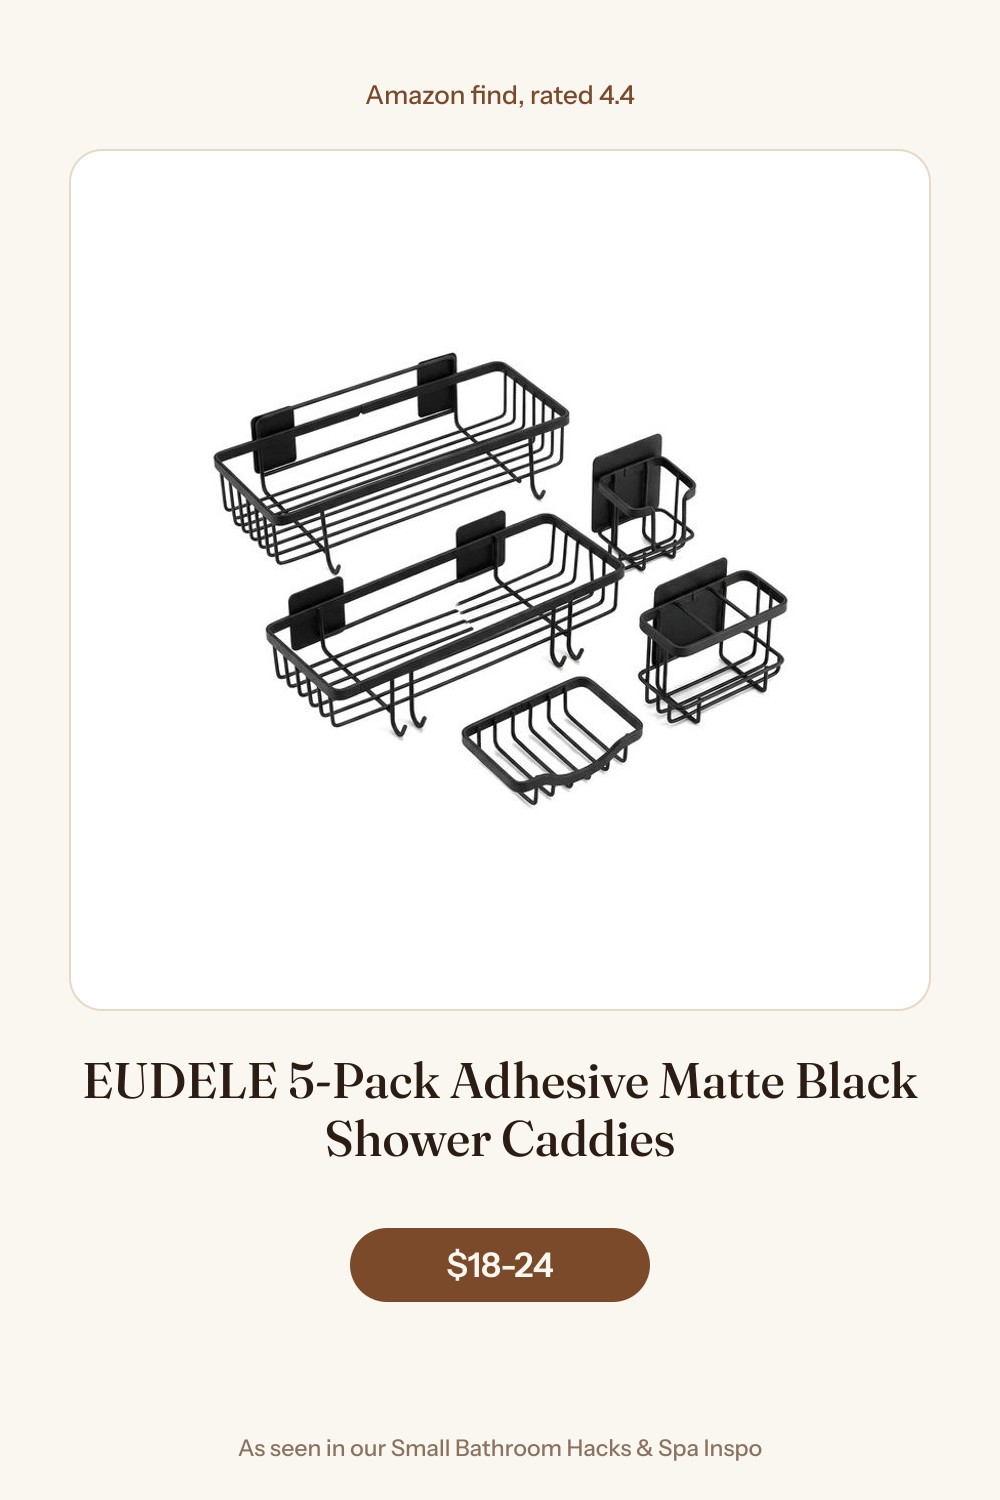 Amazon find, rated 4.4
EUDELE 5-Pack Adhesive Matte Black
Shower Caddies
$18-24
As seen in our Small Bathroom Hacks & Spa Inspo